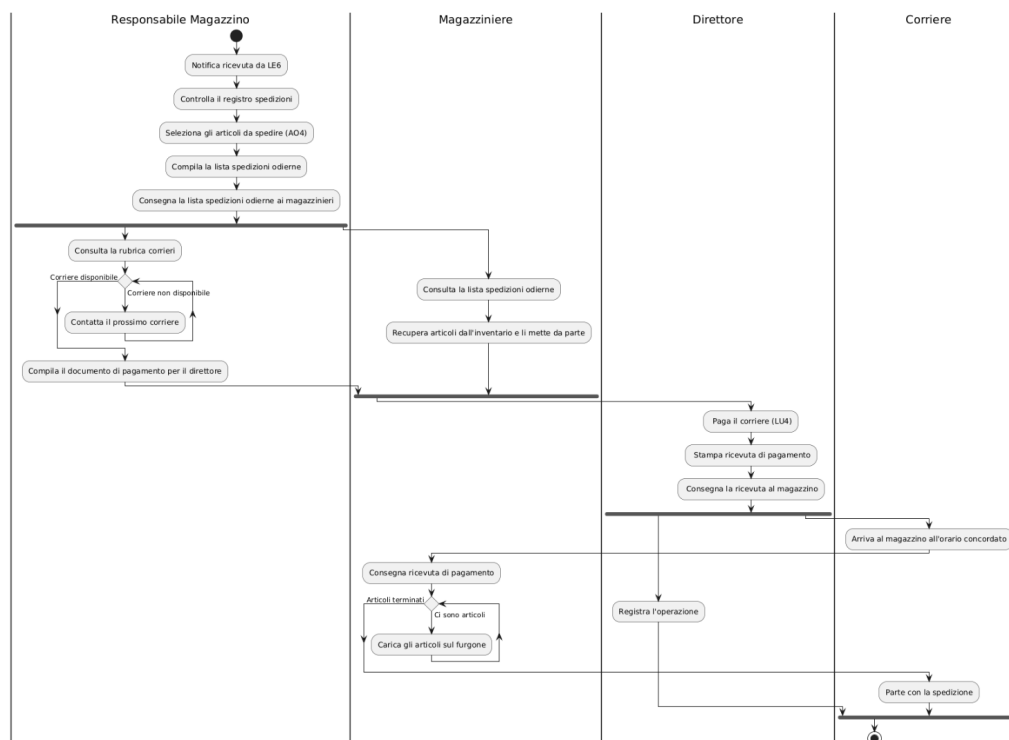 Responsabile Magazzino
Magazziniere
Direttore
Corriere
Notifica ricevuta da LE6
Controlla il registro spedizioni
Seleziona gli articoli da spedire (AO4)
Compila la lista spedizioni odierne
Consegna la lista spedizioni odierne ai magazzinieri
Consulta la rubrica corrieri
Corriere disponibile
Corriere non disponibile
Contatta il prossimo corriere
Compila il documento di pagamento per il direttore
Consulta la lista spedizioni odierne
Recupera articoli dall'inventario e li mette da parte
Paga il corriere (LU4)
Stampa ricevuta di pagamento
Consegna la ricevuta al magazzino
Arriva al magazzino all'orario concordato
Consegna ricevuta di pagamento
Articoli terminati
Ci sono articoli
Carica gli articoli sul furgone
Registra l'operazione
Parte con la spedizione